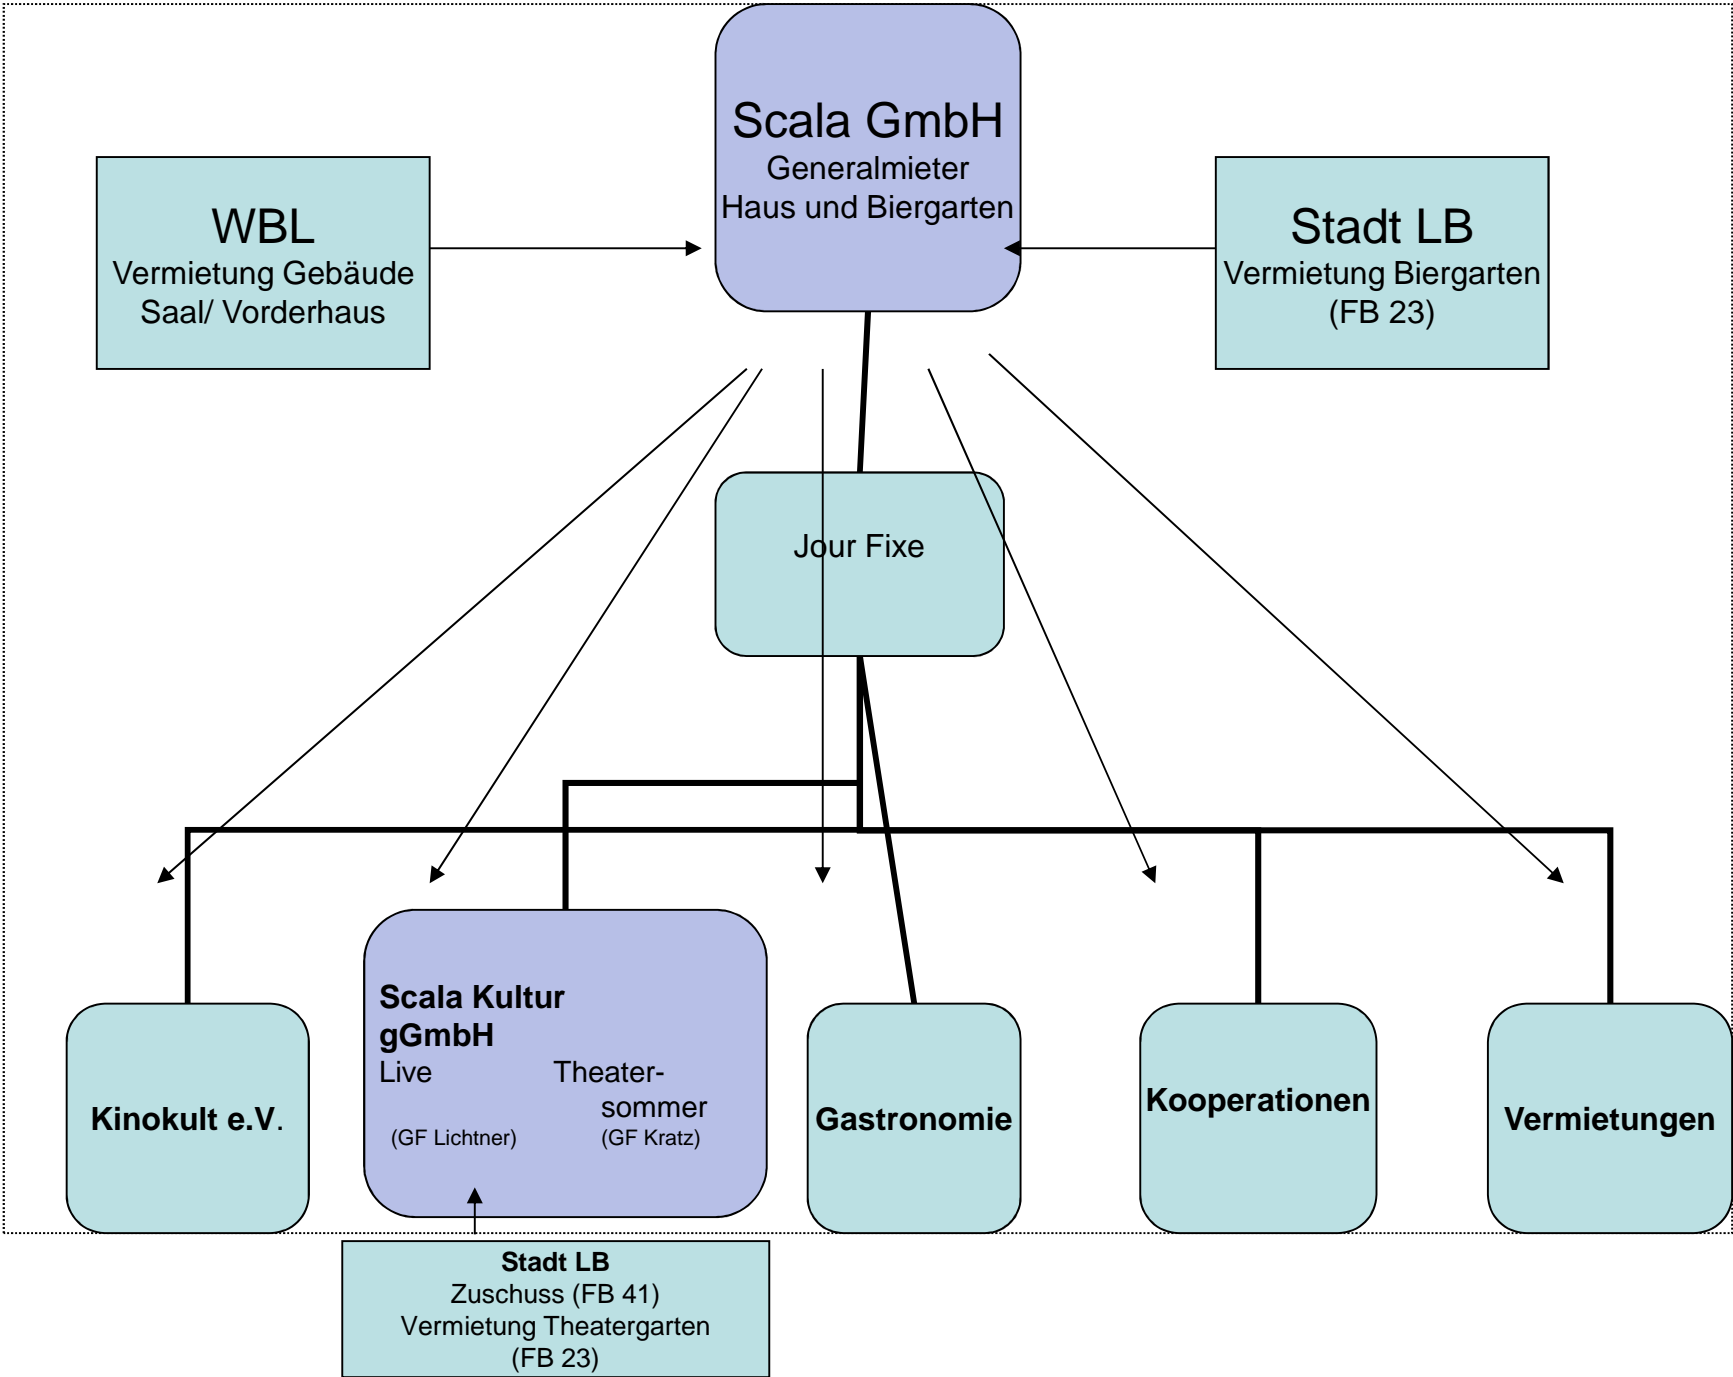 Scala GmbH
Generalmieter
Haus und Biergarten
WBL
Vermietung Gebäude
Saal/ Vorderhaus
Stadt LB
Vermietung Biergarten
(FB 23)
Jour Fixe
Kinokult e.V.
Scala Kultur
gGmbH
Live Theater-
sommer
(GF Lichtner) (GF Kratz)
Gastronomie
Kooperationen
Vermietungen
Stadt LB
Zuschuss (FB 41)
Vermietung Theatergarten
(FB 23)